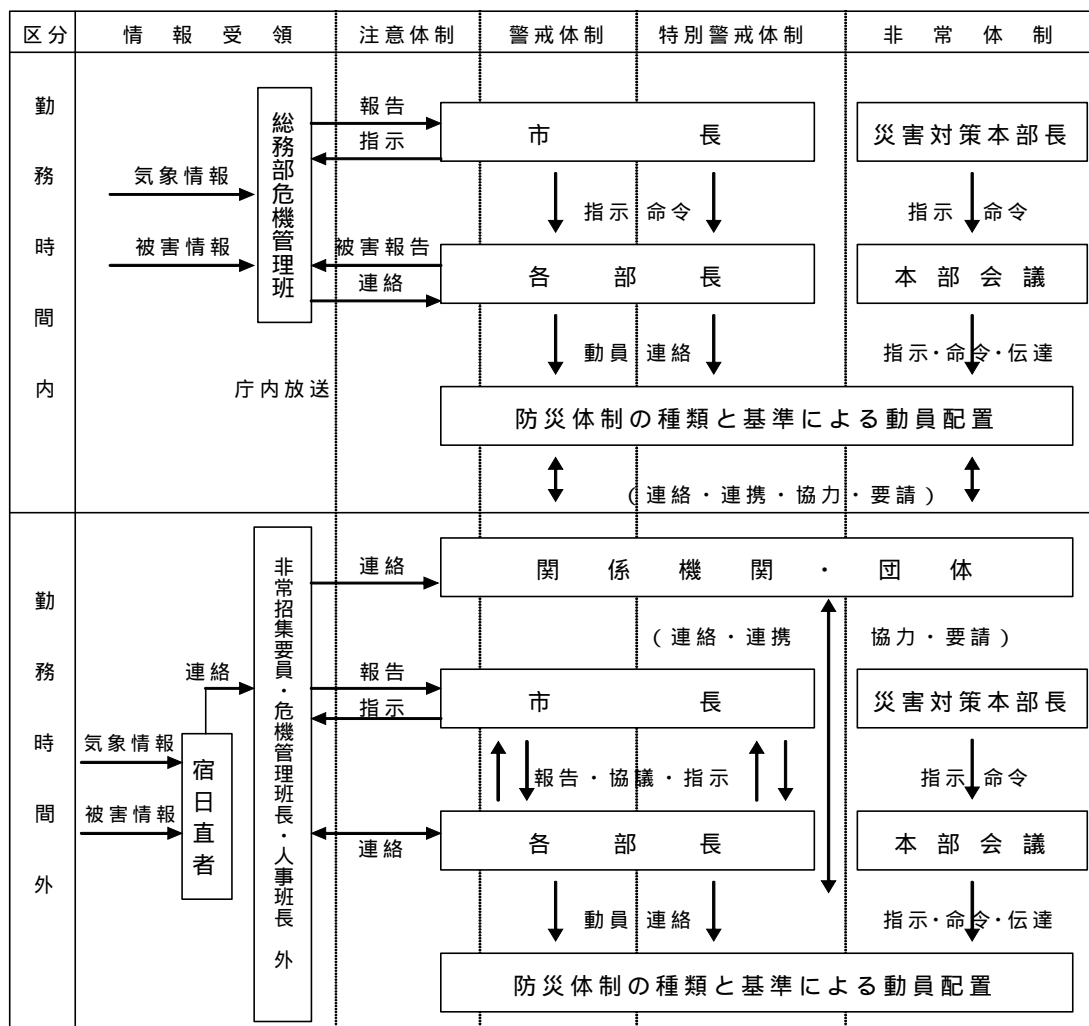 区分 情報受領 注意体制 警戒体制 特別警戒体制 非常体制
勤務時間内
総務部危機管理班
気象情報
被害情報
報告
指示
被害報告
連絡
市長
災害対策本部長
指示 命令
指示 命令
各部長
本部会議
動員 連絡
指示・命令・伝達
庁内放送
防災体制の種類と基準による動員配置
(連絡・連携・協力・要請)
勤務時間外
非常招集要員・危機管理班長・人事班長 外
連絡
関係機関・団体
(連絡・連携 協力・要請)
連絡
気象情報
被害情報
宿日直者
報告
指示
市長
災害対策本部長
報告・協議・指示
指示 命令
連絡
各部長
本部会議
動員 連絡
指示・命令・伝達
防災体制の種類と基準による動員配置